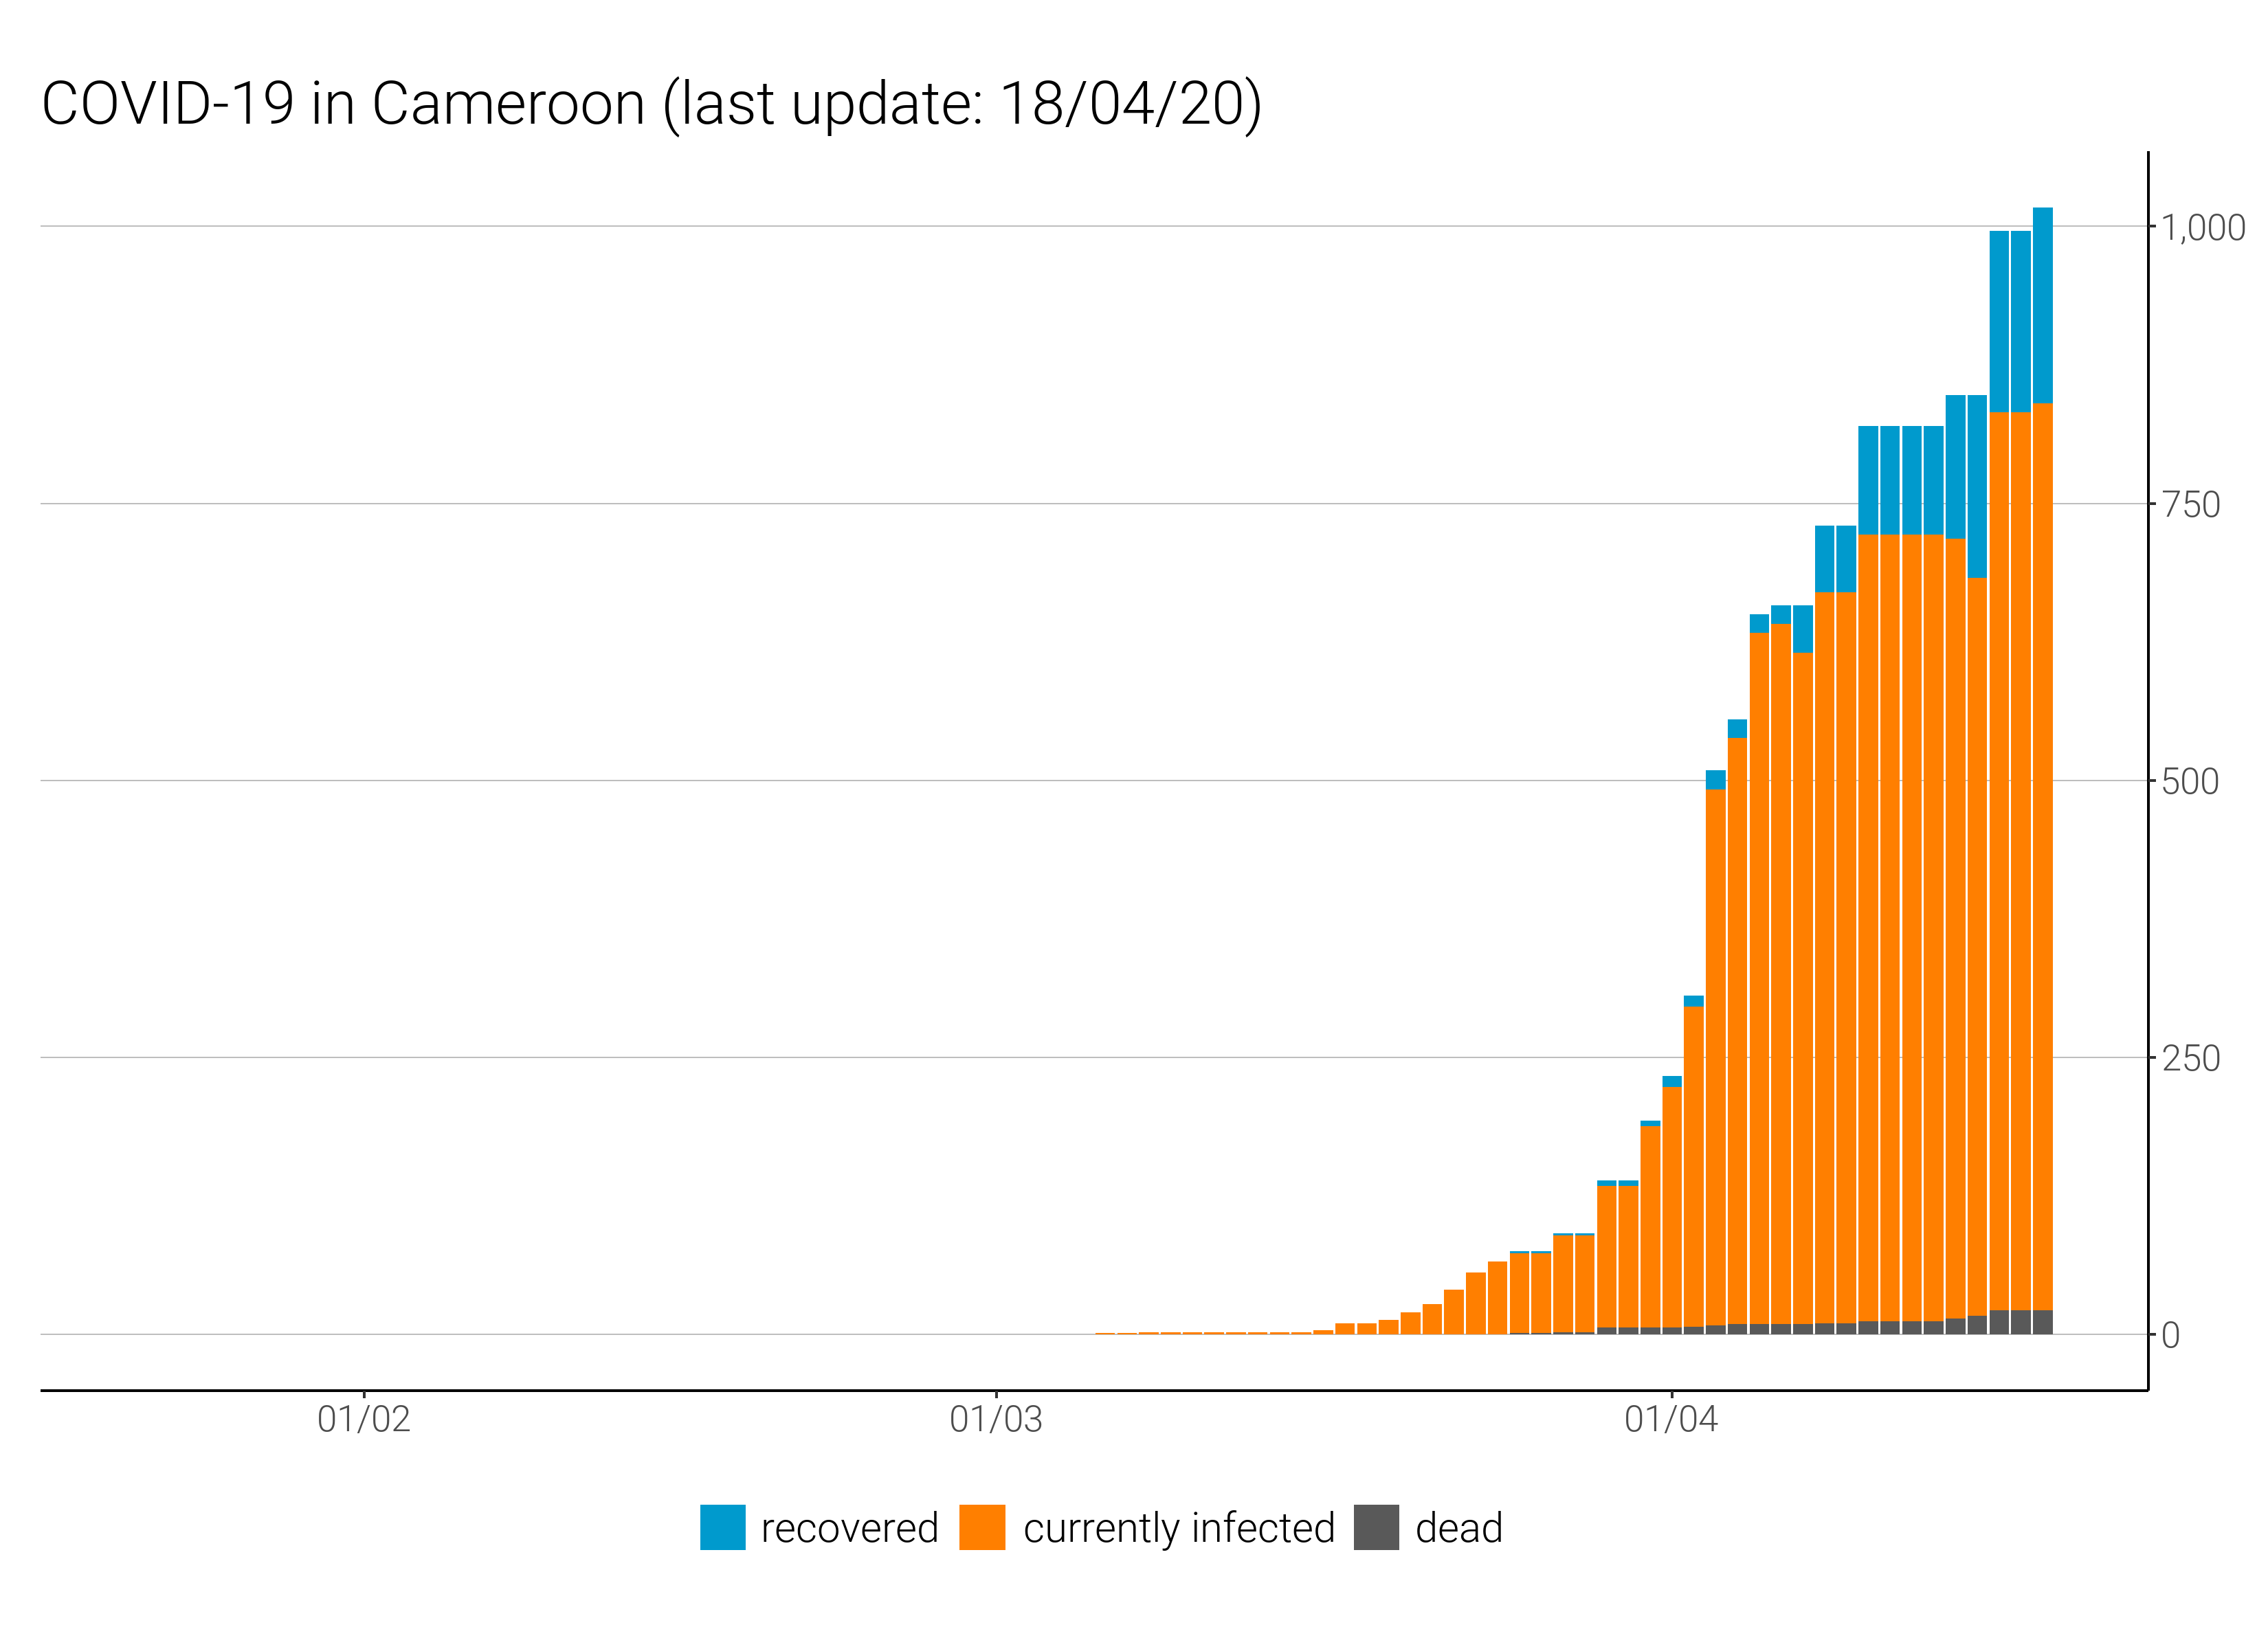 COVID-19 in Cameroon (last update: 18/04/20)
1,000
750
500
250
0
01/02 01/03 01/04
recovered currently infected dead